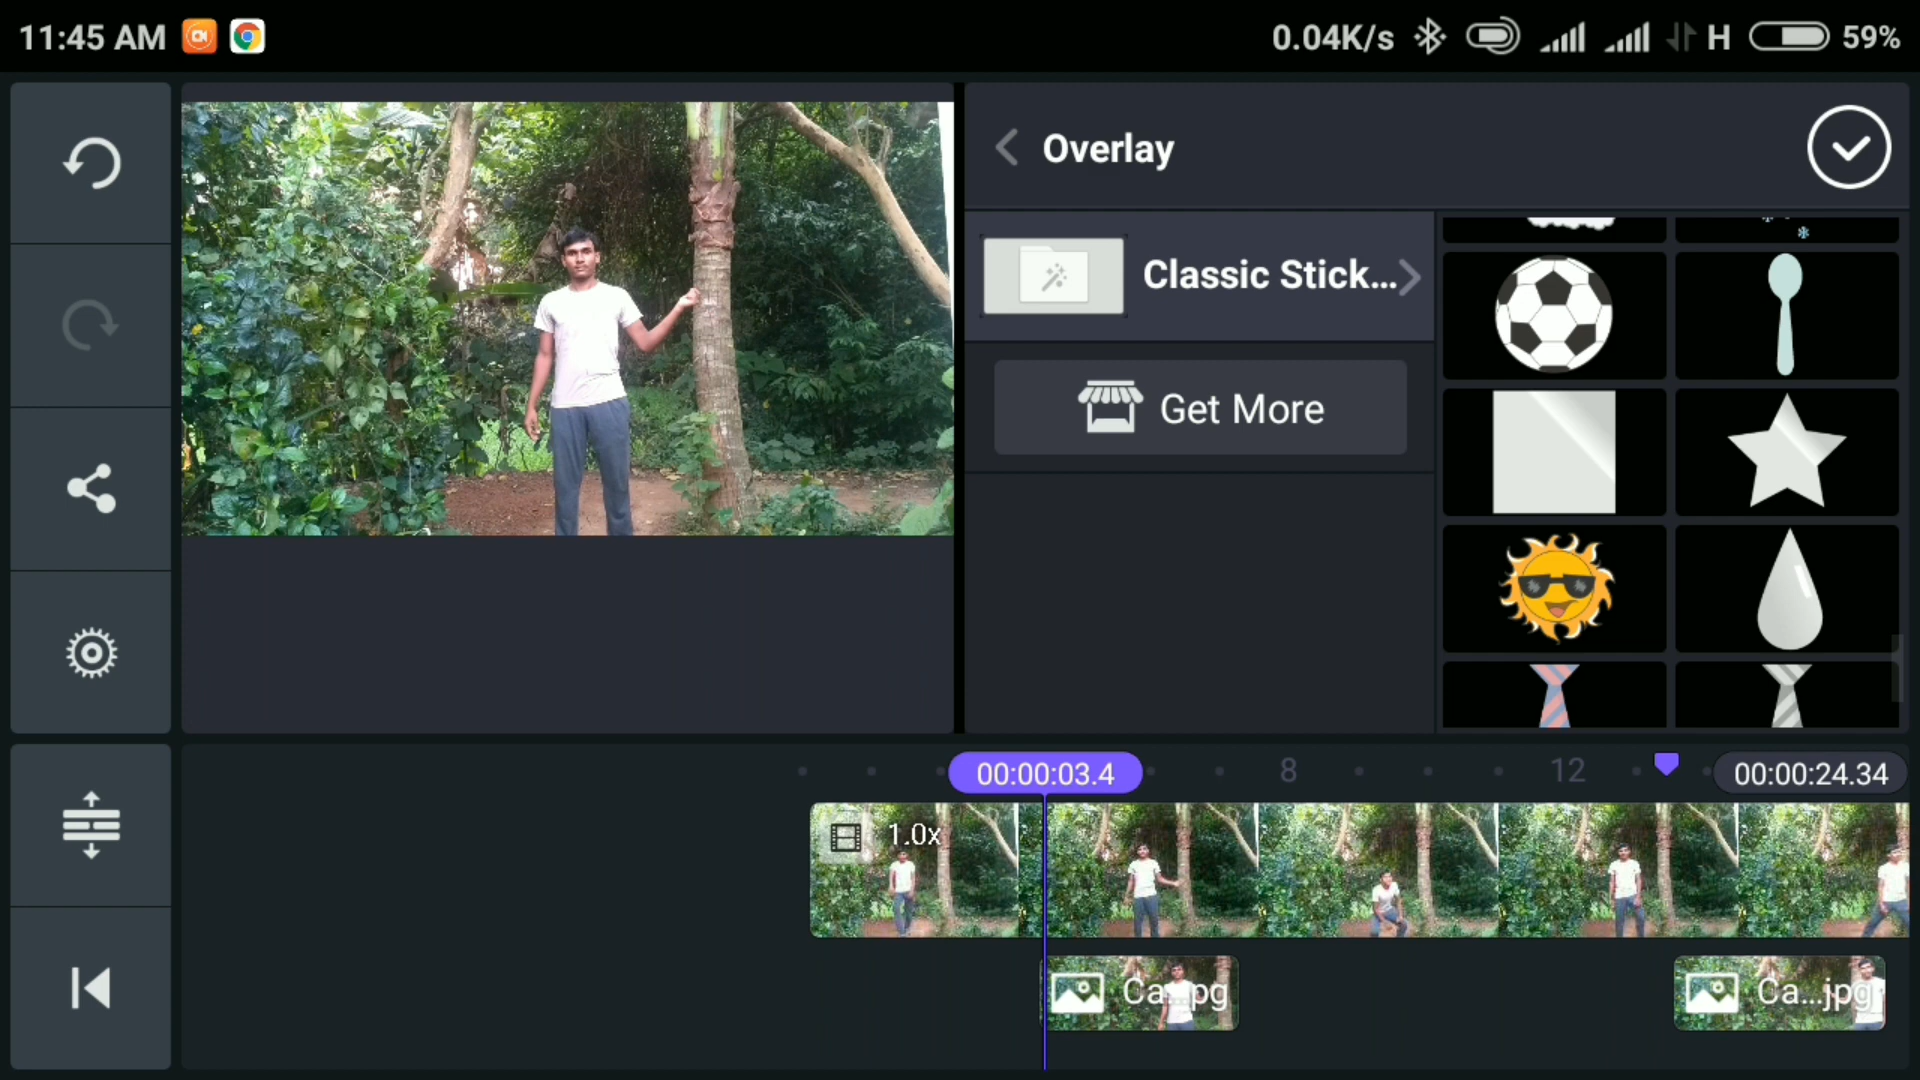 11:45 AM
0.04K/s
H
59%
Overlay
Classic Stick...
Get More
00:00:03.4
8
12
00:00:24.34
1.0x
Ca...pg
Ca...jpg